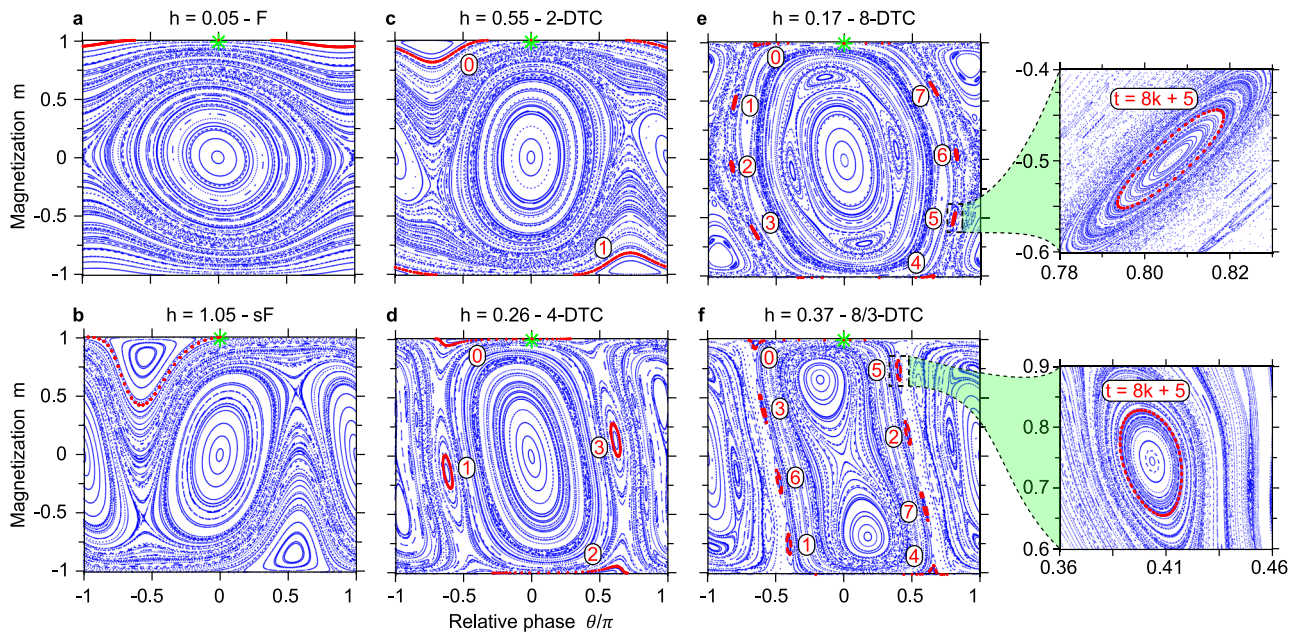 a h = 0.05 - F
c h = 0.55 - 2-DTC
e h = 0.17 - 8-DTC
Magnetization m
1
0.5
0
-0.5
-1
0
1
0
1
2
3
4
5
6
7
t = 8k + 5
-0.4
-0.5
-0.6
0.78 0.80 0.82
b h = 1.05 - sF
d h = 0.26 - 4-DTC
f h = 0.37 - 8/3-DTC
Magnetization m
1
0.5
0
-0.5
-1
-1 -0.5 0 0.5 1
0
1
2
3
-1 -0.5 0 0.5 1
0
3
6
1
5
2
7
4
-1 -0.5 0 0.5 1
t = 8k + 5
0.9
0.8
0.7
0.6
0.36 0.41 0.46
Relative phase θ/π